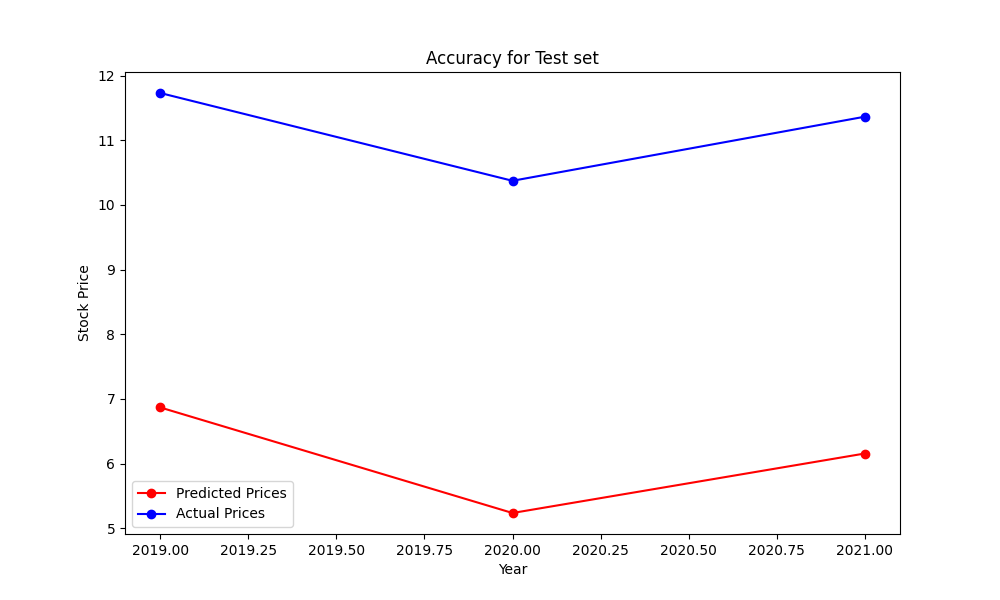 Accuracy for Test set
12
11
10
9
8
7
6
5
Stock Price
Predicted Prices
Actual Prices
2019.00 2019.25 2019.50 2019.75 2020.00 2020.25 2020.50 2020.75 2021.00
Year